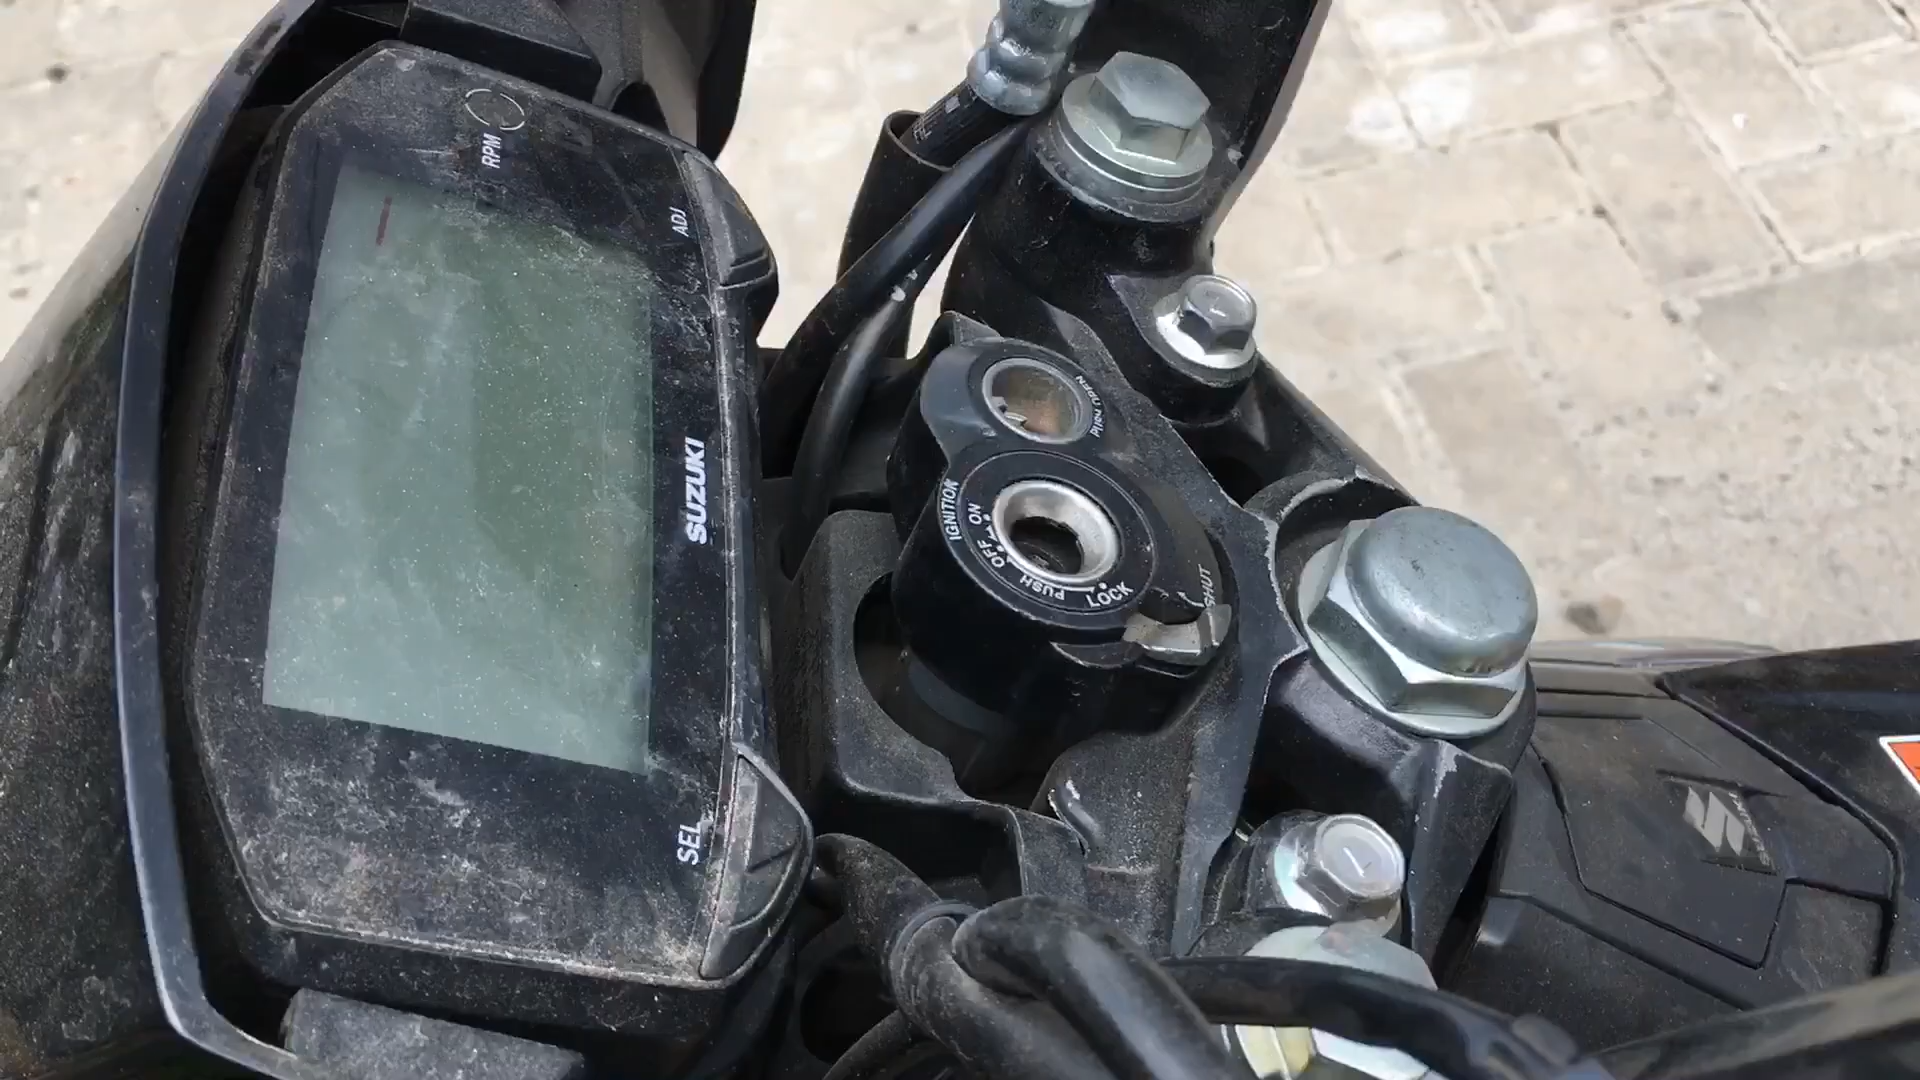 RPM
ADJ
SUZUKI
SEL
PUSH OPEN
IGNITION
ON
OFF
PUSH
LOCK
SHUT